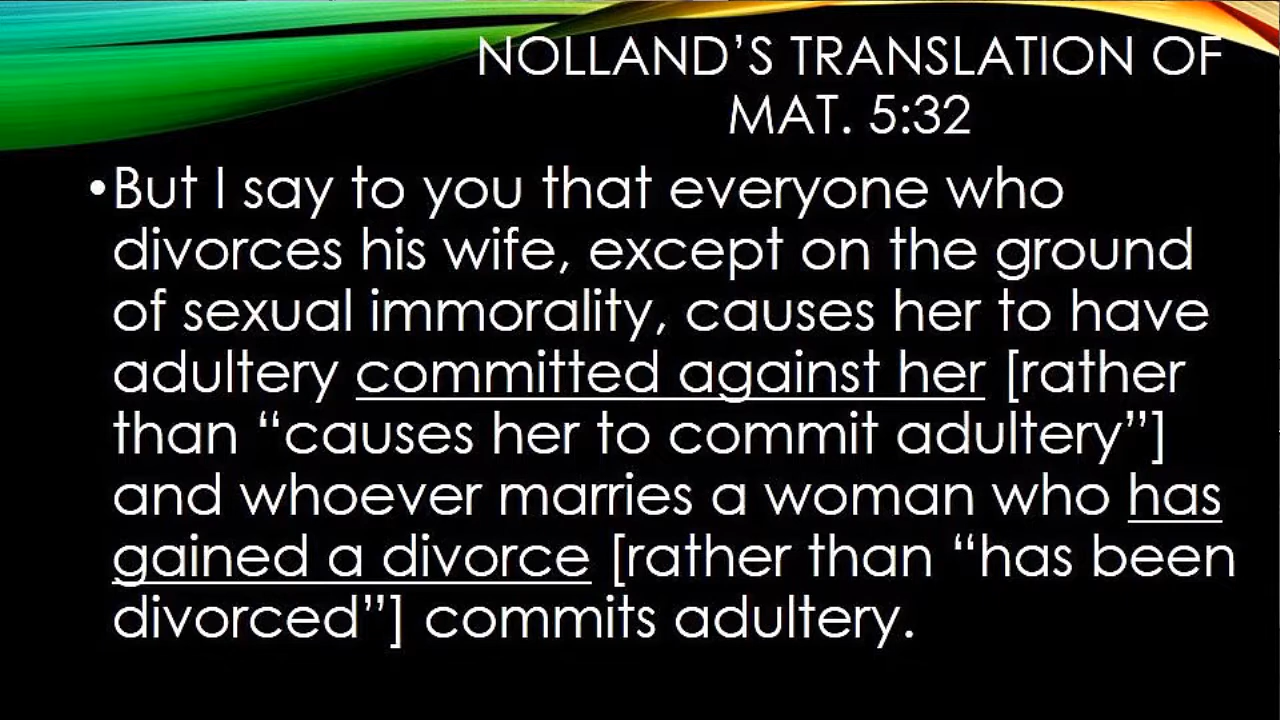 NOLLAND’S TRANSLATION OF
MAT. 5:32
•But I say to you that everyone who
divorces his wife, except on the ground
of sexual immorality, causes her to have
adultery committed against her [rather
than “causes her to commit adultery”]
and whoever marries a woman who has
gained a divorce [rather than “has been
divorced”] commits adultery.